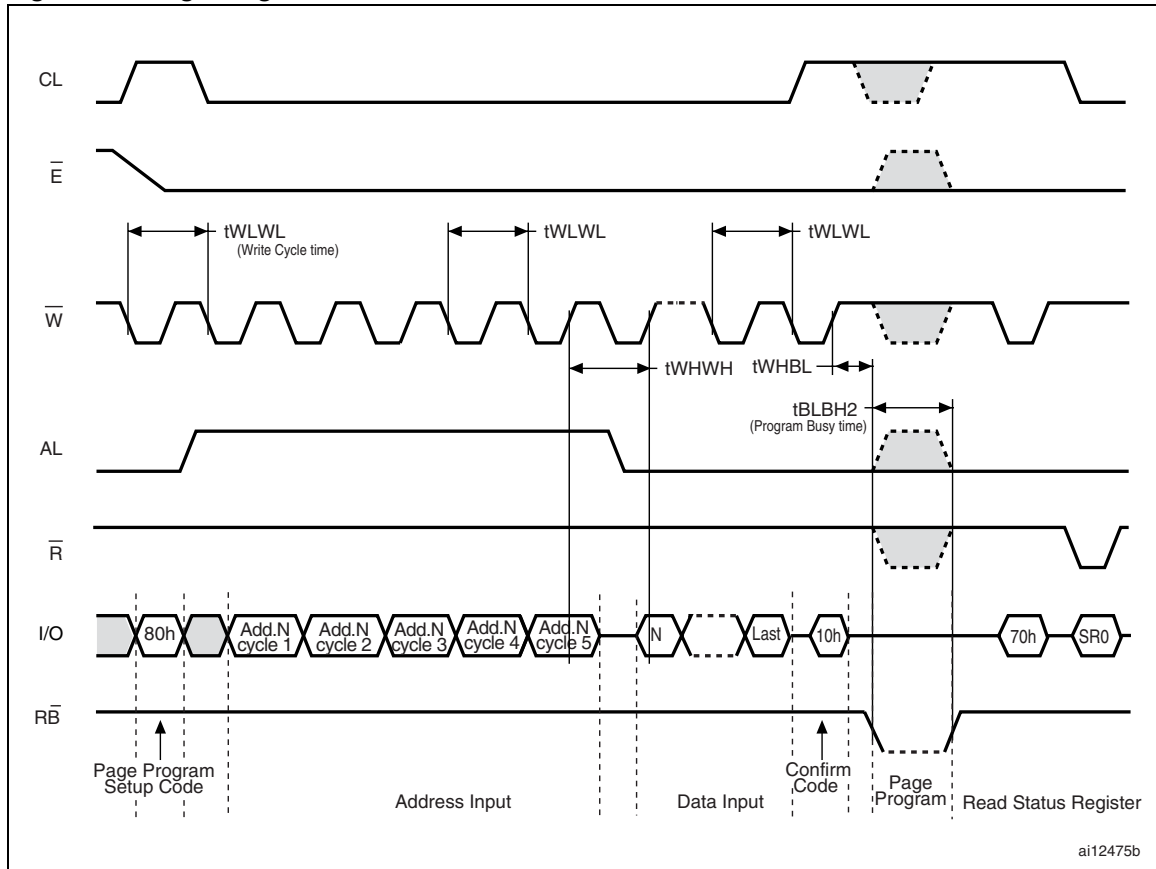 CL
E
tWLWL
(Write Cycle time)
tWLWL
tWLWL
W
tWHWH
tWHBL
tBLBH2
(Program Busy time)
AL
R
I/O
80h
Add.N
cycle 1
Add.N
cycle 2
Add.N
cycle 3
Add.N
cycle 4
Add.N
cycle 5
N
Last
10h
70h
SR0
RB
Page Program
Setup Code
Address Input
Data Input
Confirm
Code
Page
Program
Read Status Register
ai12475b